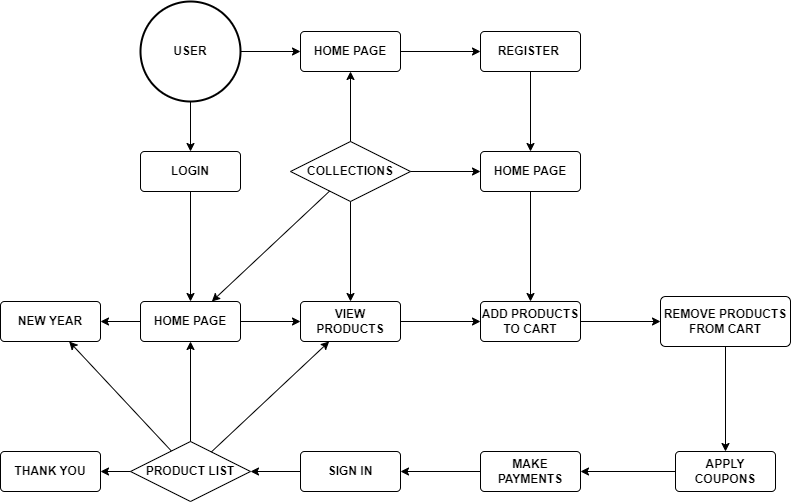 USER
HOME PAGE
REGISTER
LOGIN
COLLECTIONS
HOME PAGE
NEW YEAR
HOME PAGE
VIEW
PRODUCTS
ADD PRODUCTS
TO CART
REMOVE PRODUCTS
FROM CART
THANK YOU
PRODUCT LIST
SIGN IN
MAKE
PAYMENTS
APPLY
COUPONS